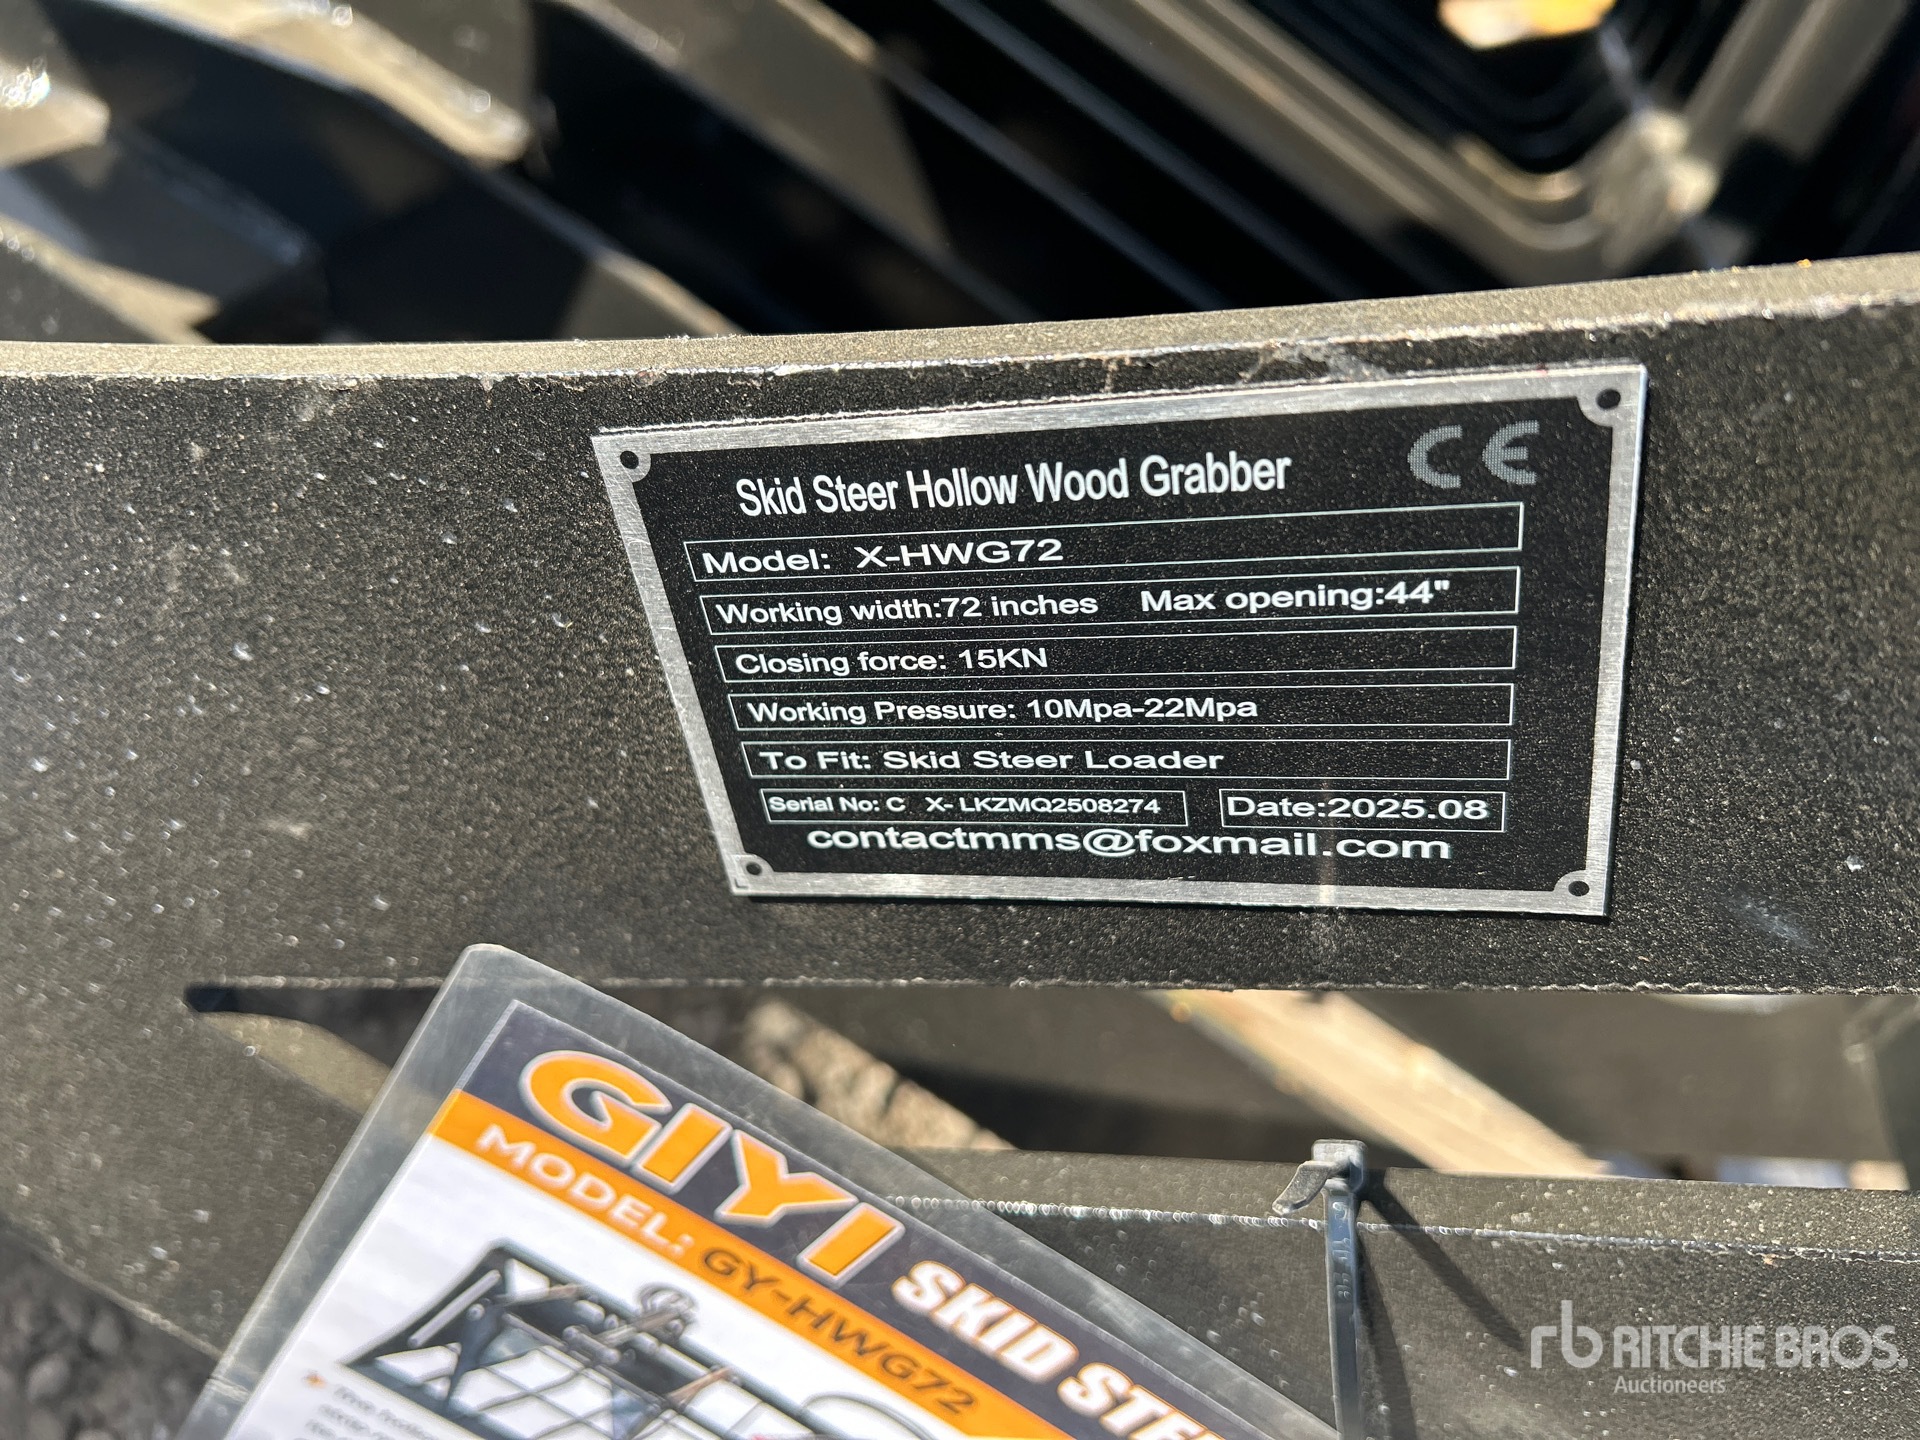 Skid Steer Hollow Wood Grabber
CE
Model: X-HWG72
Working width:72 inches Max opening:44"
Closing force: 15KN
Working Pressure: 10Mpa-22Mpa
To Fit: Skid Steer Loader
Serial No: C X- LKZMQ2508274 Date:2025.08
contactmms@foxmail.com
GIYI SKID STE
MODEL: GY-HWG72
rb RITCHIE BROS.
Auctioneers